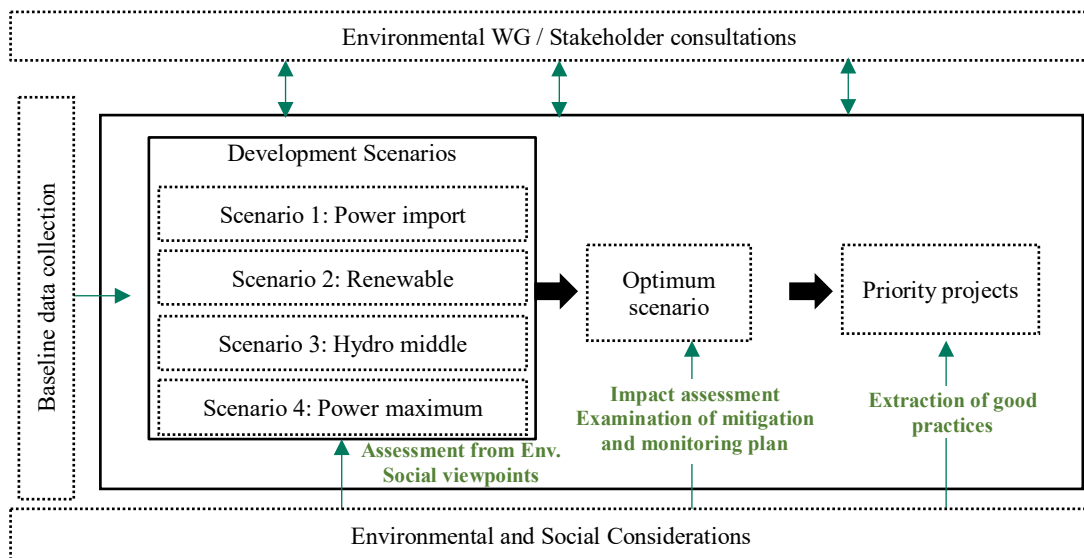 Environmental WG / Stakeholder consultations
Baseline data collection
Development Scenarios
Scenario 1: Power import
Scenario 2: Renewable
Scenario 3: Hydro middle
Scenario 4: Power maximum
Optimum
scenario
Priority projects
Assessment from Env.
Social viewpoints
Impact assessment
Examination of mitigation
and monitoring plan
Extraction of good
practices
Environmental and Social Considerations